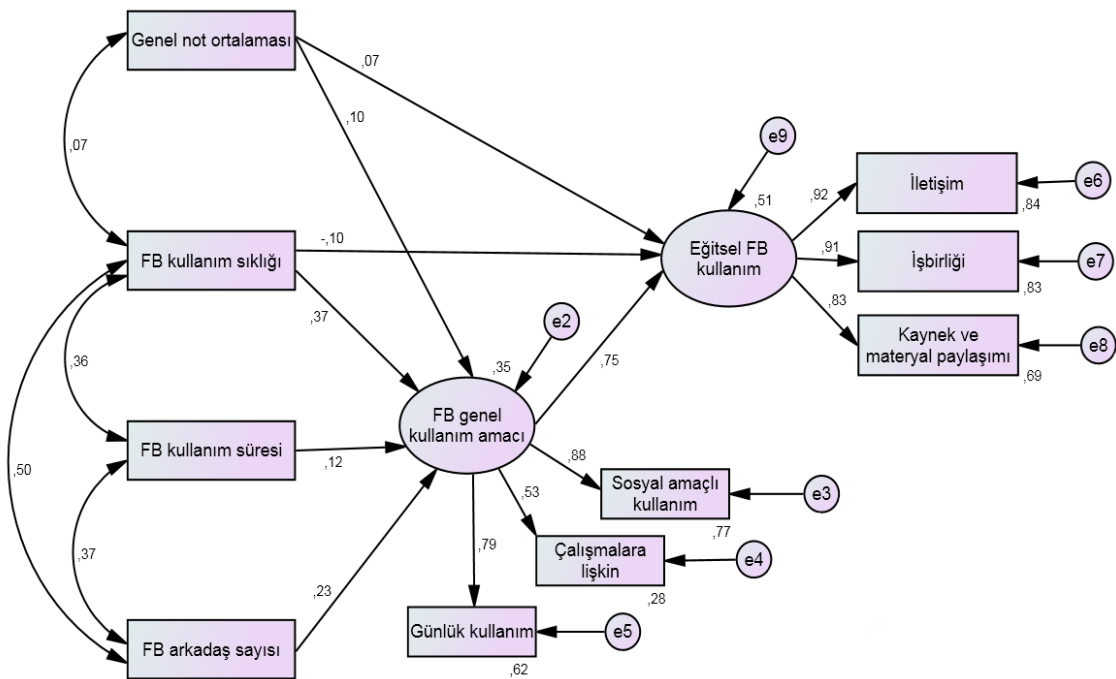 Genel not ortalaması
,07
,10
,07
e9
İletişim
e6
,92
,84
,51
FB kullanım sıklığı
-,10
Eğitsel FB
kullanım
,91
İşbirliği
e7
,83
,37
e2
,83
Kaynek ve
materyal paylaşımı
e8
,69
,36
,35
,75
FB genel
kullanım amacı
FB kullanım süresi
,12
,50
,88
Sosyal amaçlı
kullanım
e3
,77
,53
,37
,79
Çalışmalara
lişkin
e4
,28
,23
Günlük kullanım
e5
,62
FB arkadaş sayısı